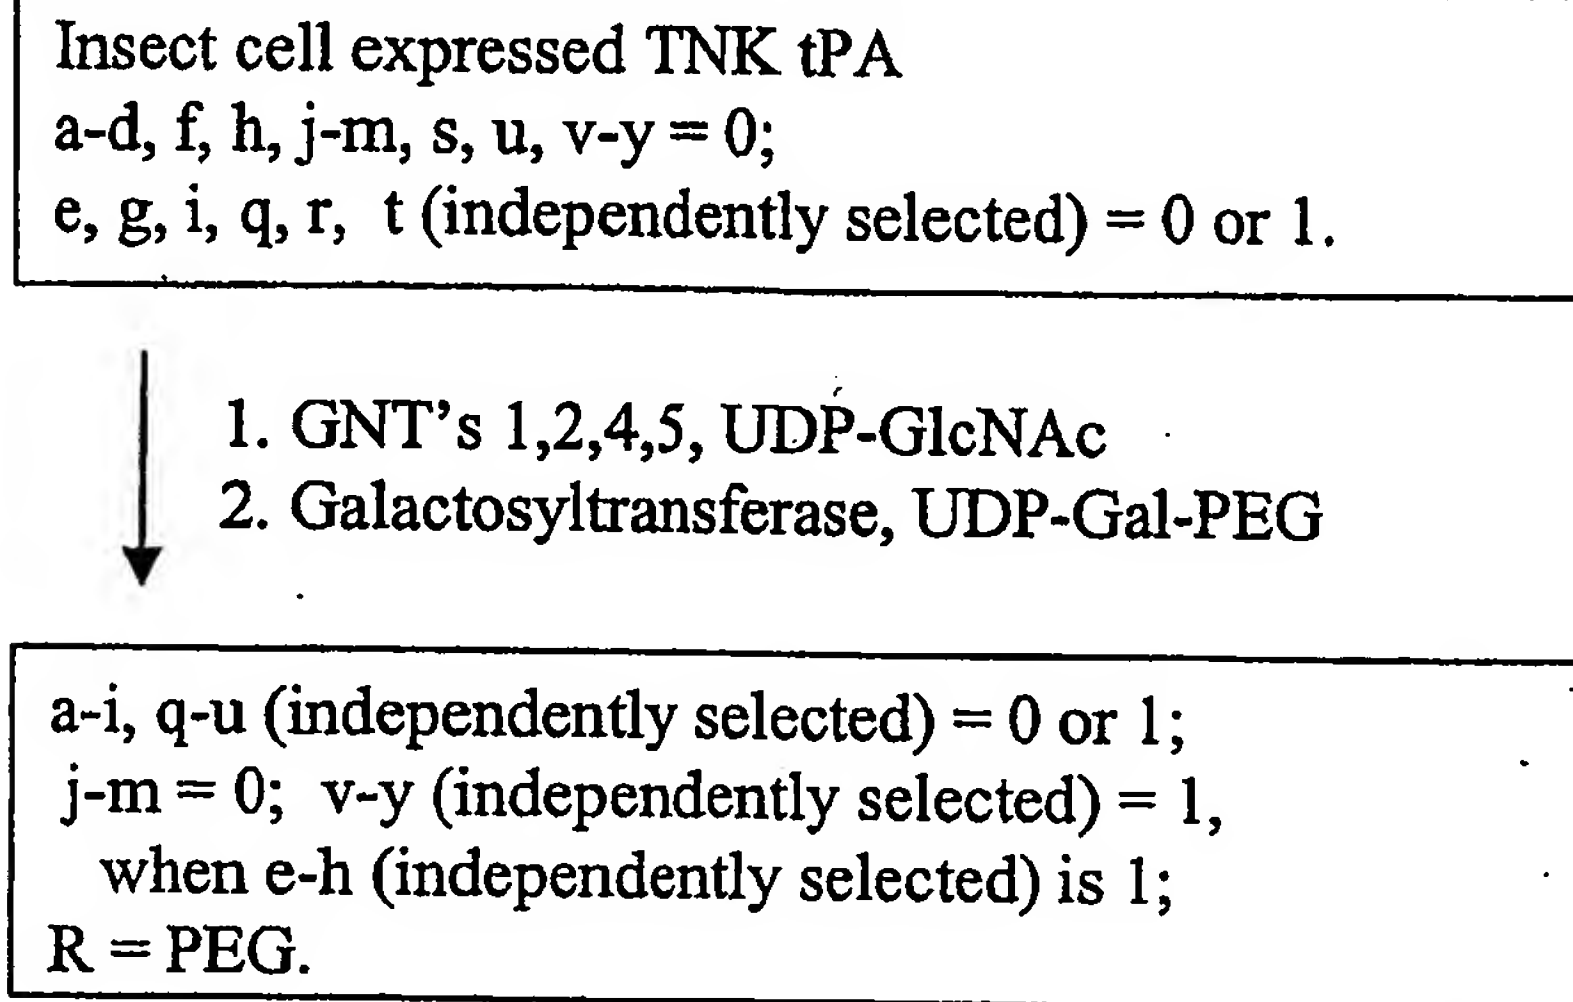 Insect cell expressed TNK tPA
a-d, f, h, j-m, s, u, v-y = 0;
e, g, i, q, r, t (independently selected) = 0 or 1.
1. GNT's 1,2,4,5, UDP-GlcNAc
2. Galactosyltransferase, UDP-Gal-PEG
a-i, q-u (independently selected) = 0 or 1;
j-m = 0; v-y (independently selected) = 1,
when e-h (independently selected) is 1;
R = PEG.